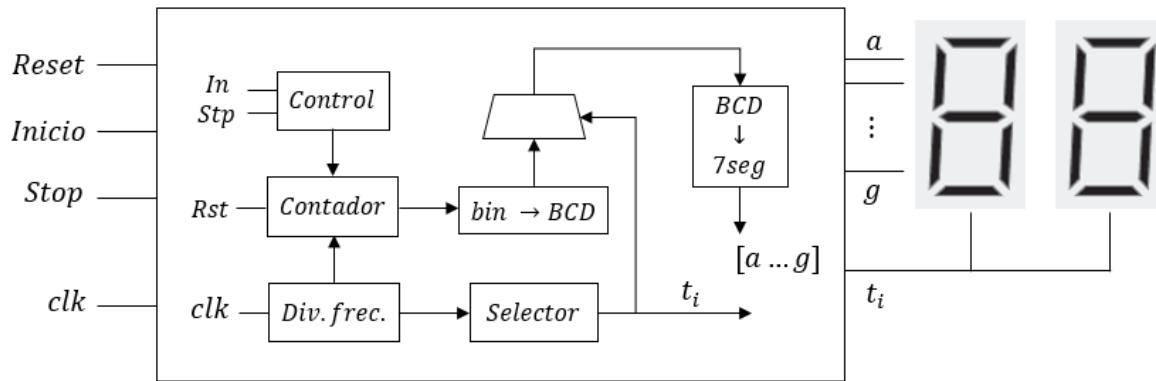 Reset
Inicio
Stop
clk
In
Stp
Control
Rst
Contador
bin → BCD
clk
Div. frec.
Selector
t_i
BCD
↓
7seg
[a ... g]
a
⋮
g
t_i